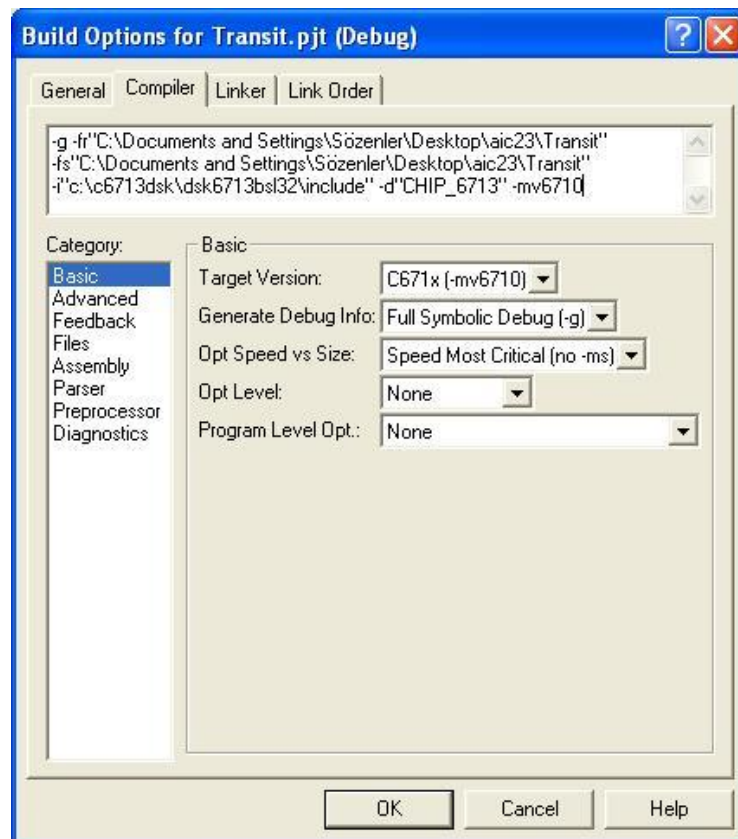 Build Options for Transit.pjt (Debug)
General Compiler Linker Link Order
-g -fr"C:\Documents and Settings\Sözenler\Desktop\aic23\Transit"
-fs"C:\Documents and Settings\Sözenler\Desktop\aic23\Transit"
-i"c:\c6713dsk\dsk6713bsl32\include" -d"CHIP_6713" -mv6710
Category:
Basic
Advanced
Feedback
Files
Assembly
Parser
Preprocessor
Diagnostics
Basic
Target Version: C671x (-mv6710)
Generate Debug Info: Full Symbolic Debug (-g)
Opt Speed vs Size: Speed Most Critical (no -ms)
Opt Level: None
Program Level Opt.: None
OK Cancel Help